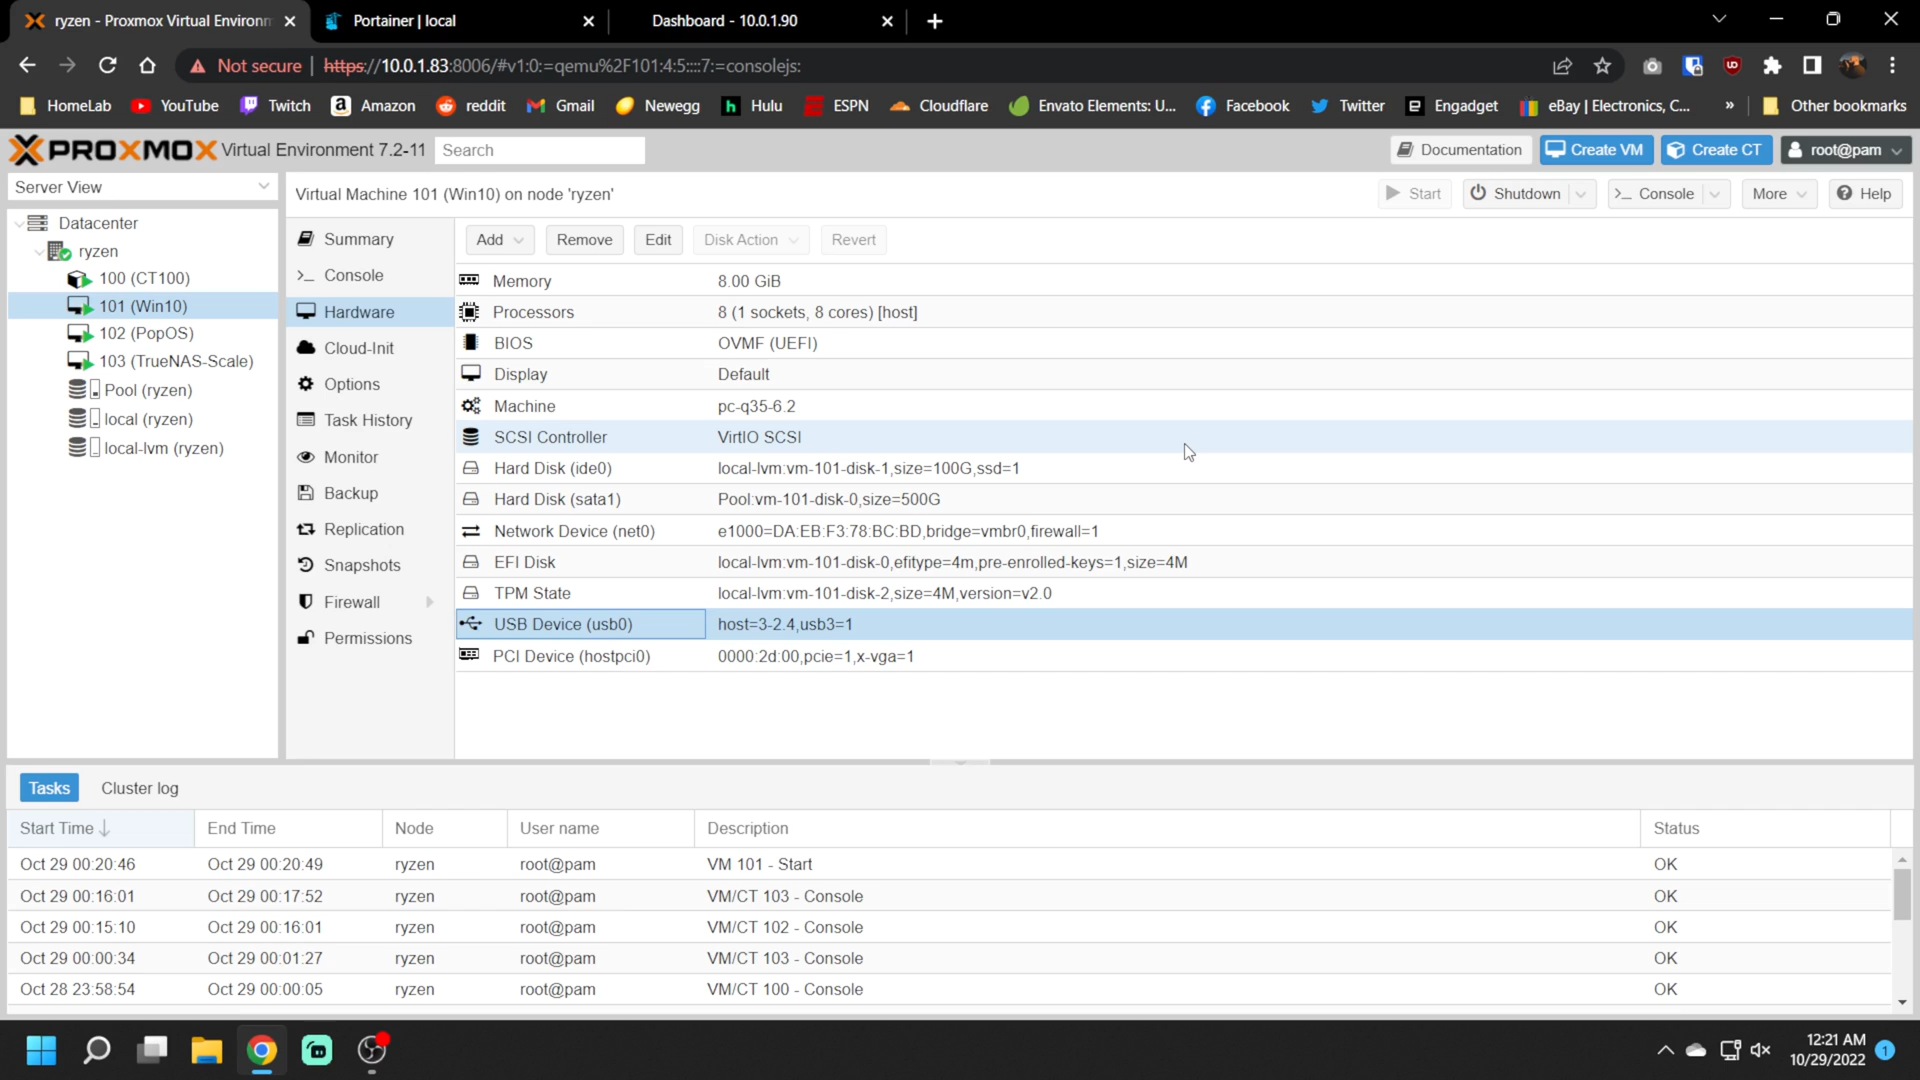 ryzen - Proxmox Virtual Environm
Portainer | local
Dashboard - 10.0.1.90
Not secure | https://10.0.1.83:8006/#v1:0:=qemu%2F101:4:5::::7:=consolejs:
HomeLab YouTube Twitch Amazon reddit Gmail Newegg Hulu ESPN Cloudflare Envato Elements: U... Facebook Twitter Engadget eBay | Electronics, C... » Other bookmarks
PROXMOX Virtual Environment 7.2-11 Search Documentation Create VM Create CT root@pam
Server View
Virtual Machine 101 (Win10) on node 'ryzen' Start Shutdown Console More Help
Datacenter
ryzen
100 (CT100)
101 (Win10)
102 (PopOS)
103 (TrueNAS-Scale)
Pool (ryzen)
local (ryzen)
local-lvm (ryzen)
Summary
Console
Hardware
Cloud-Init
Options
Task History
Monitor
Backup
Replication
Snapshots
Firewall
Permissions
Add Remove Edit Disk Action Revert
Memory 8.00 GiB
Processors 8 (1 sockets, 8 cores) [host]
BIOS OVMF (UEFI)
Display Default
Machine pc-q35-6.2
SCSI Controller VirtIO SCSI
Hard Disk (ide0) local-lvm:vm-101-disk-1,size=100G,ssd=1
Hard Disk (sata1) Pool:vm-101-disk-0,size=500G
Network Device (net0) e1000=DA:EB:F3:78:BC:BD,bridge=vmbr0,firewall=1
EFI Disk local-lvm:vm-101-disk-0,efitype=4m,pre-enrolled-keys=1,size=4M
TPM State local-lvm:vm-101-disk-2,size=4M,version=v2.0
USB Device (usb0) host=3-2.4,usb3=1
PCI Device (hostpci0) 0000:2d:00,pcie=1,x-vga=1
Tasks Cluster log
Start Time End Time Node User name Description Status
Oct 29 00:20:46 Oct 29 00:20:49 ryzen root@pam VM 101 - Start OK
Oct 29 00:16:01 Oct 29 00:17:52 ryzen root@pam VM/CT 103 - Console OK
Oct 29 00:15:10 Oct 29 00:16:01 ryzen root@pam VM/CT 102 - Console OK
Oct 29 00:00:34 Oct 29 00:01:27 ryzen root@pam VM/CT 103 - Console OK
Oct 28 23:58:54 Oct 29 00:00:05 ryzen root@pam VM/CT 100 - Console OK
12:21 AM
10/29/2022
1